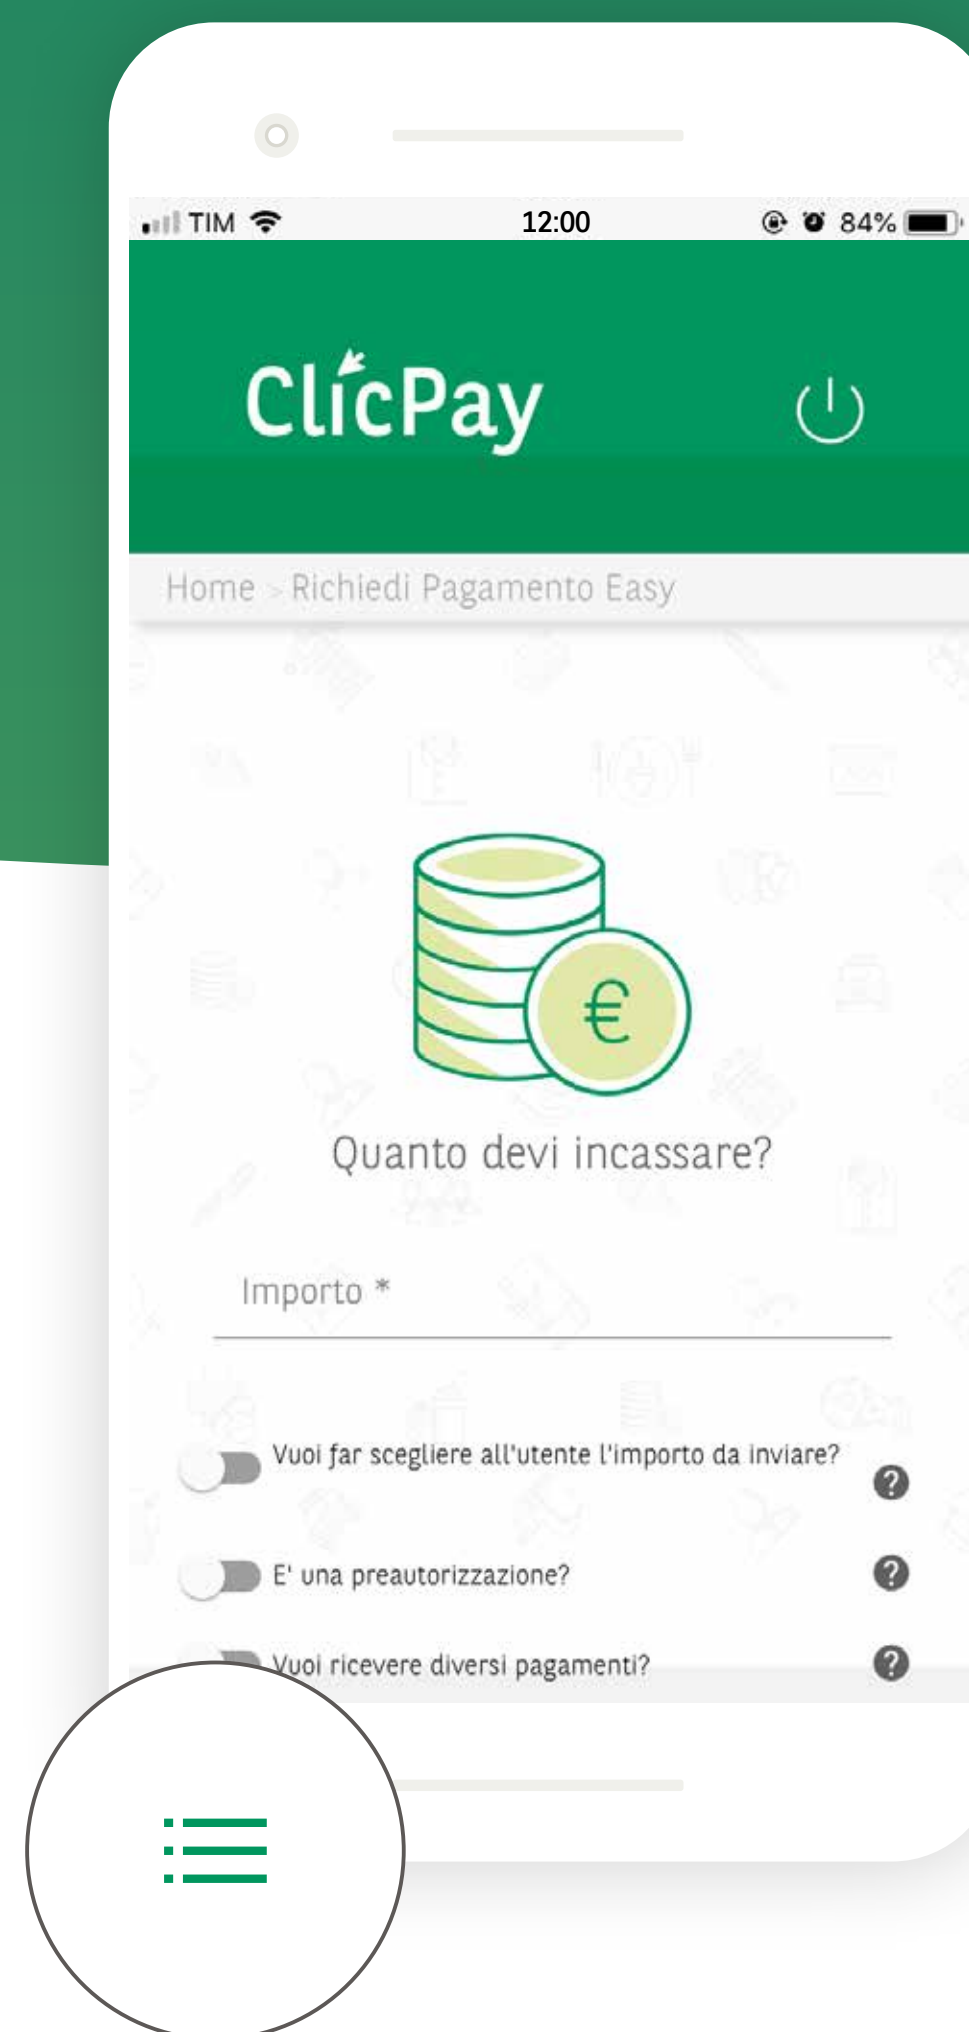 TIM 12:00 84%
ClicPay
Home > Richiedi Pagamento Easy
€
Quanto devi incassare?
Importo *
Vuoi far scegliere all'utente l'importo da inviare?
?
E' una preautorizzazione?
?
Vuoi ricevere diversi pagamenti?
?